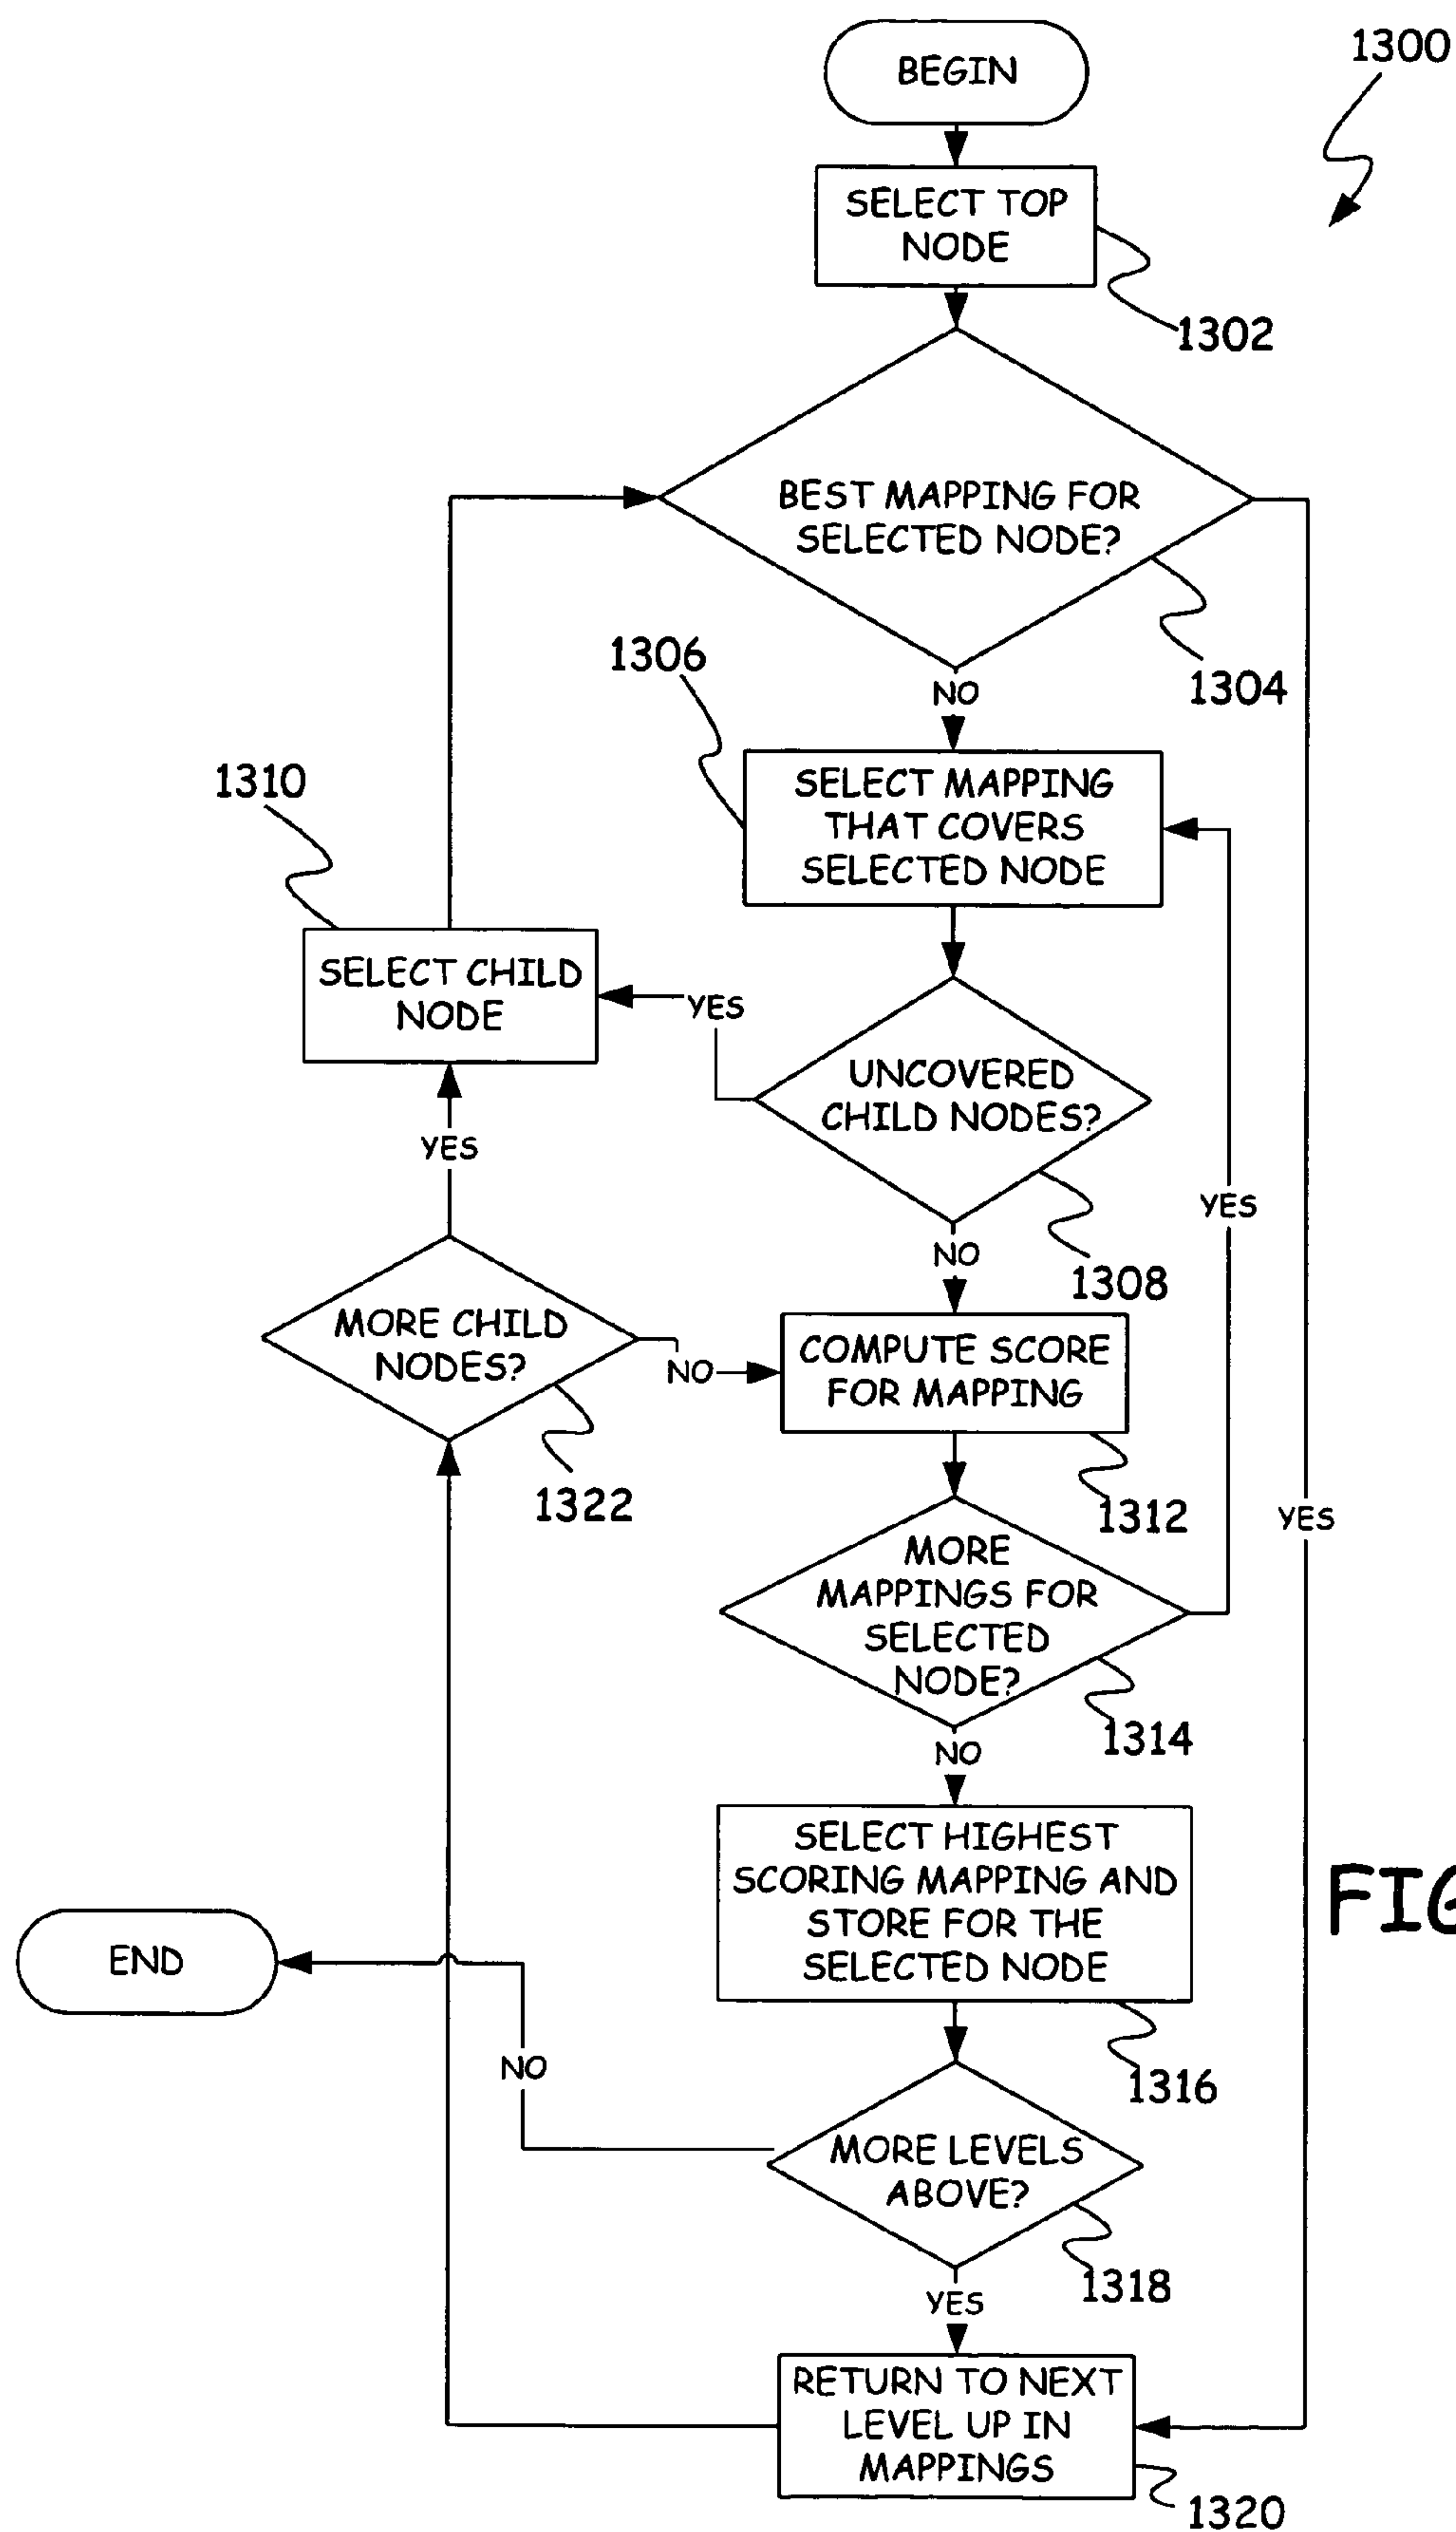 BEGIN
1300
SELECT TOP
NODE
1302
BEST MAPPING FOR
SELECTED NODE?
1304
NO
1306
SELECT MAPPING
THAT COVERS
SELECTED NODE
1310
SELECT CHILD
NODE
YES
UNCOVERED
CHILD NODES?
1308
YES
YES
NO
MORE CHILD
NODES?
1322
NO
COMPUTE SCORE
FOR MAPPING
1312
YES
MORE
MAPPINGS FOR
SELECTED
NODE?
1314
NO
SELECT HIGHEST
SCORING MAPPING AND
STORE FOR THE
SELECTED NODE
1316
FIG
END
NO
MORE LEVELS
ABOVE?
1318
YES
RETURN TO NEXT
LEVEL UP IN
MAPPINGS
1320